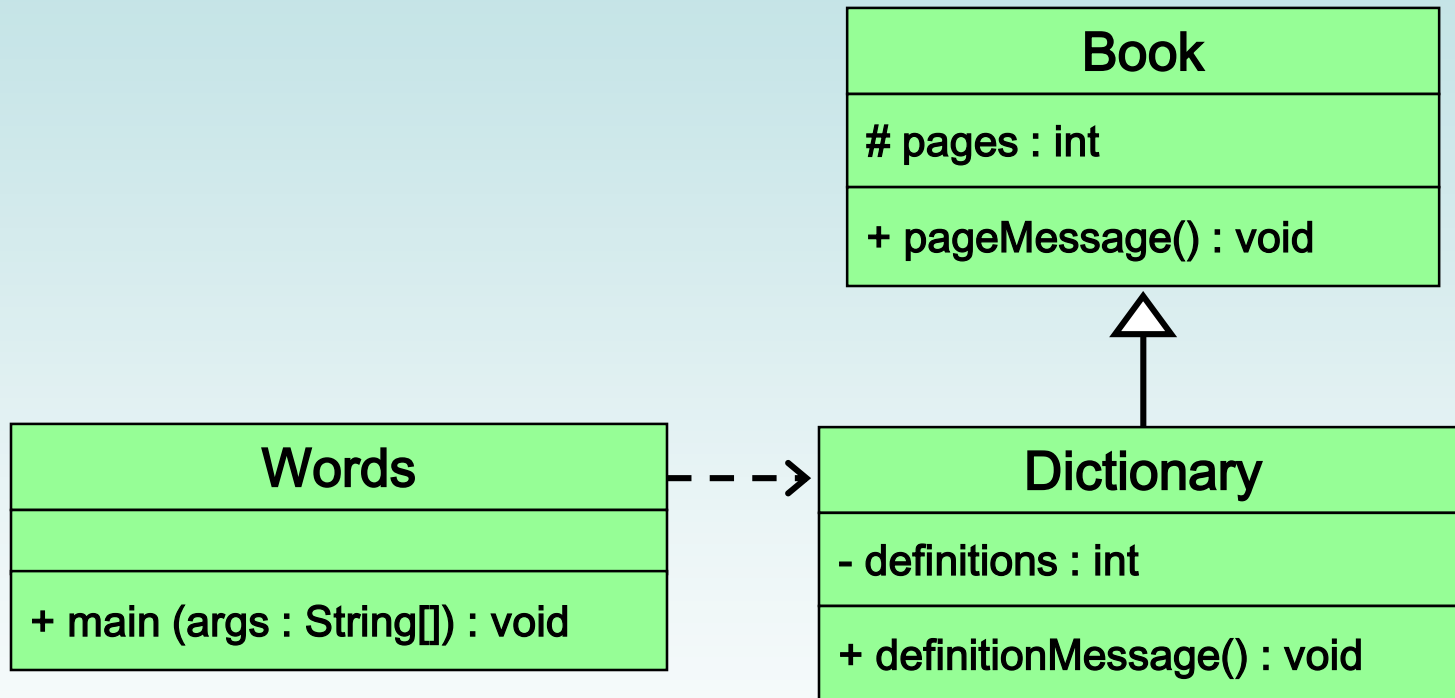 Book
# pages : int
+ pageMessage() : void
Words
+ main (args : String[]) : void
Dictionary
- definitions : int
+ definitionMessage() : void